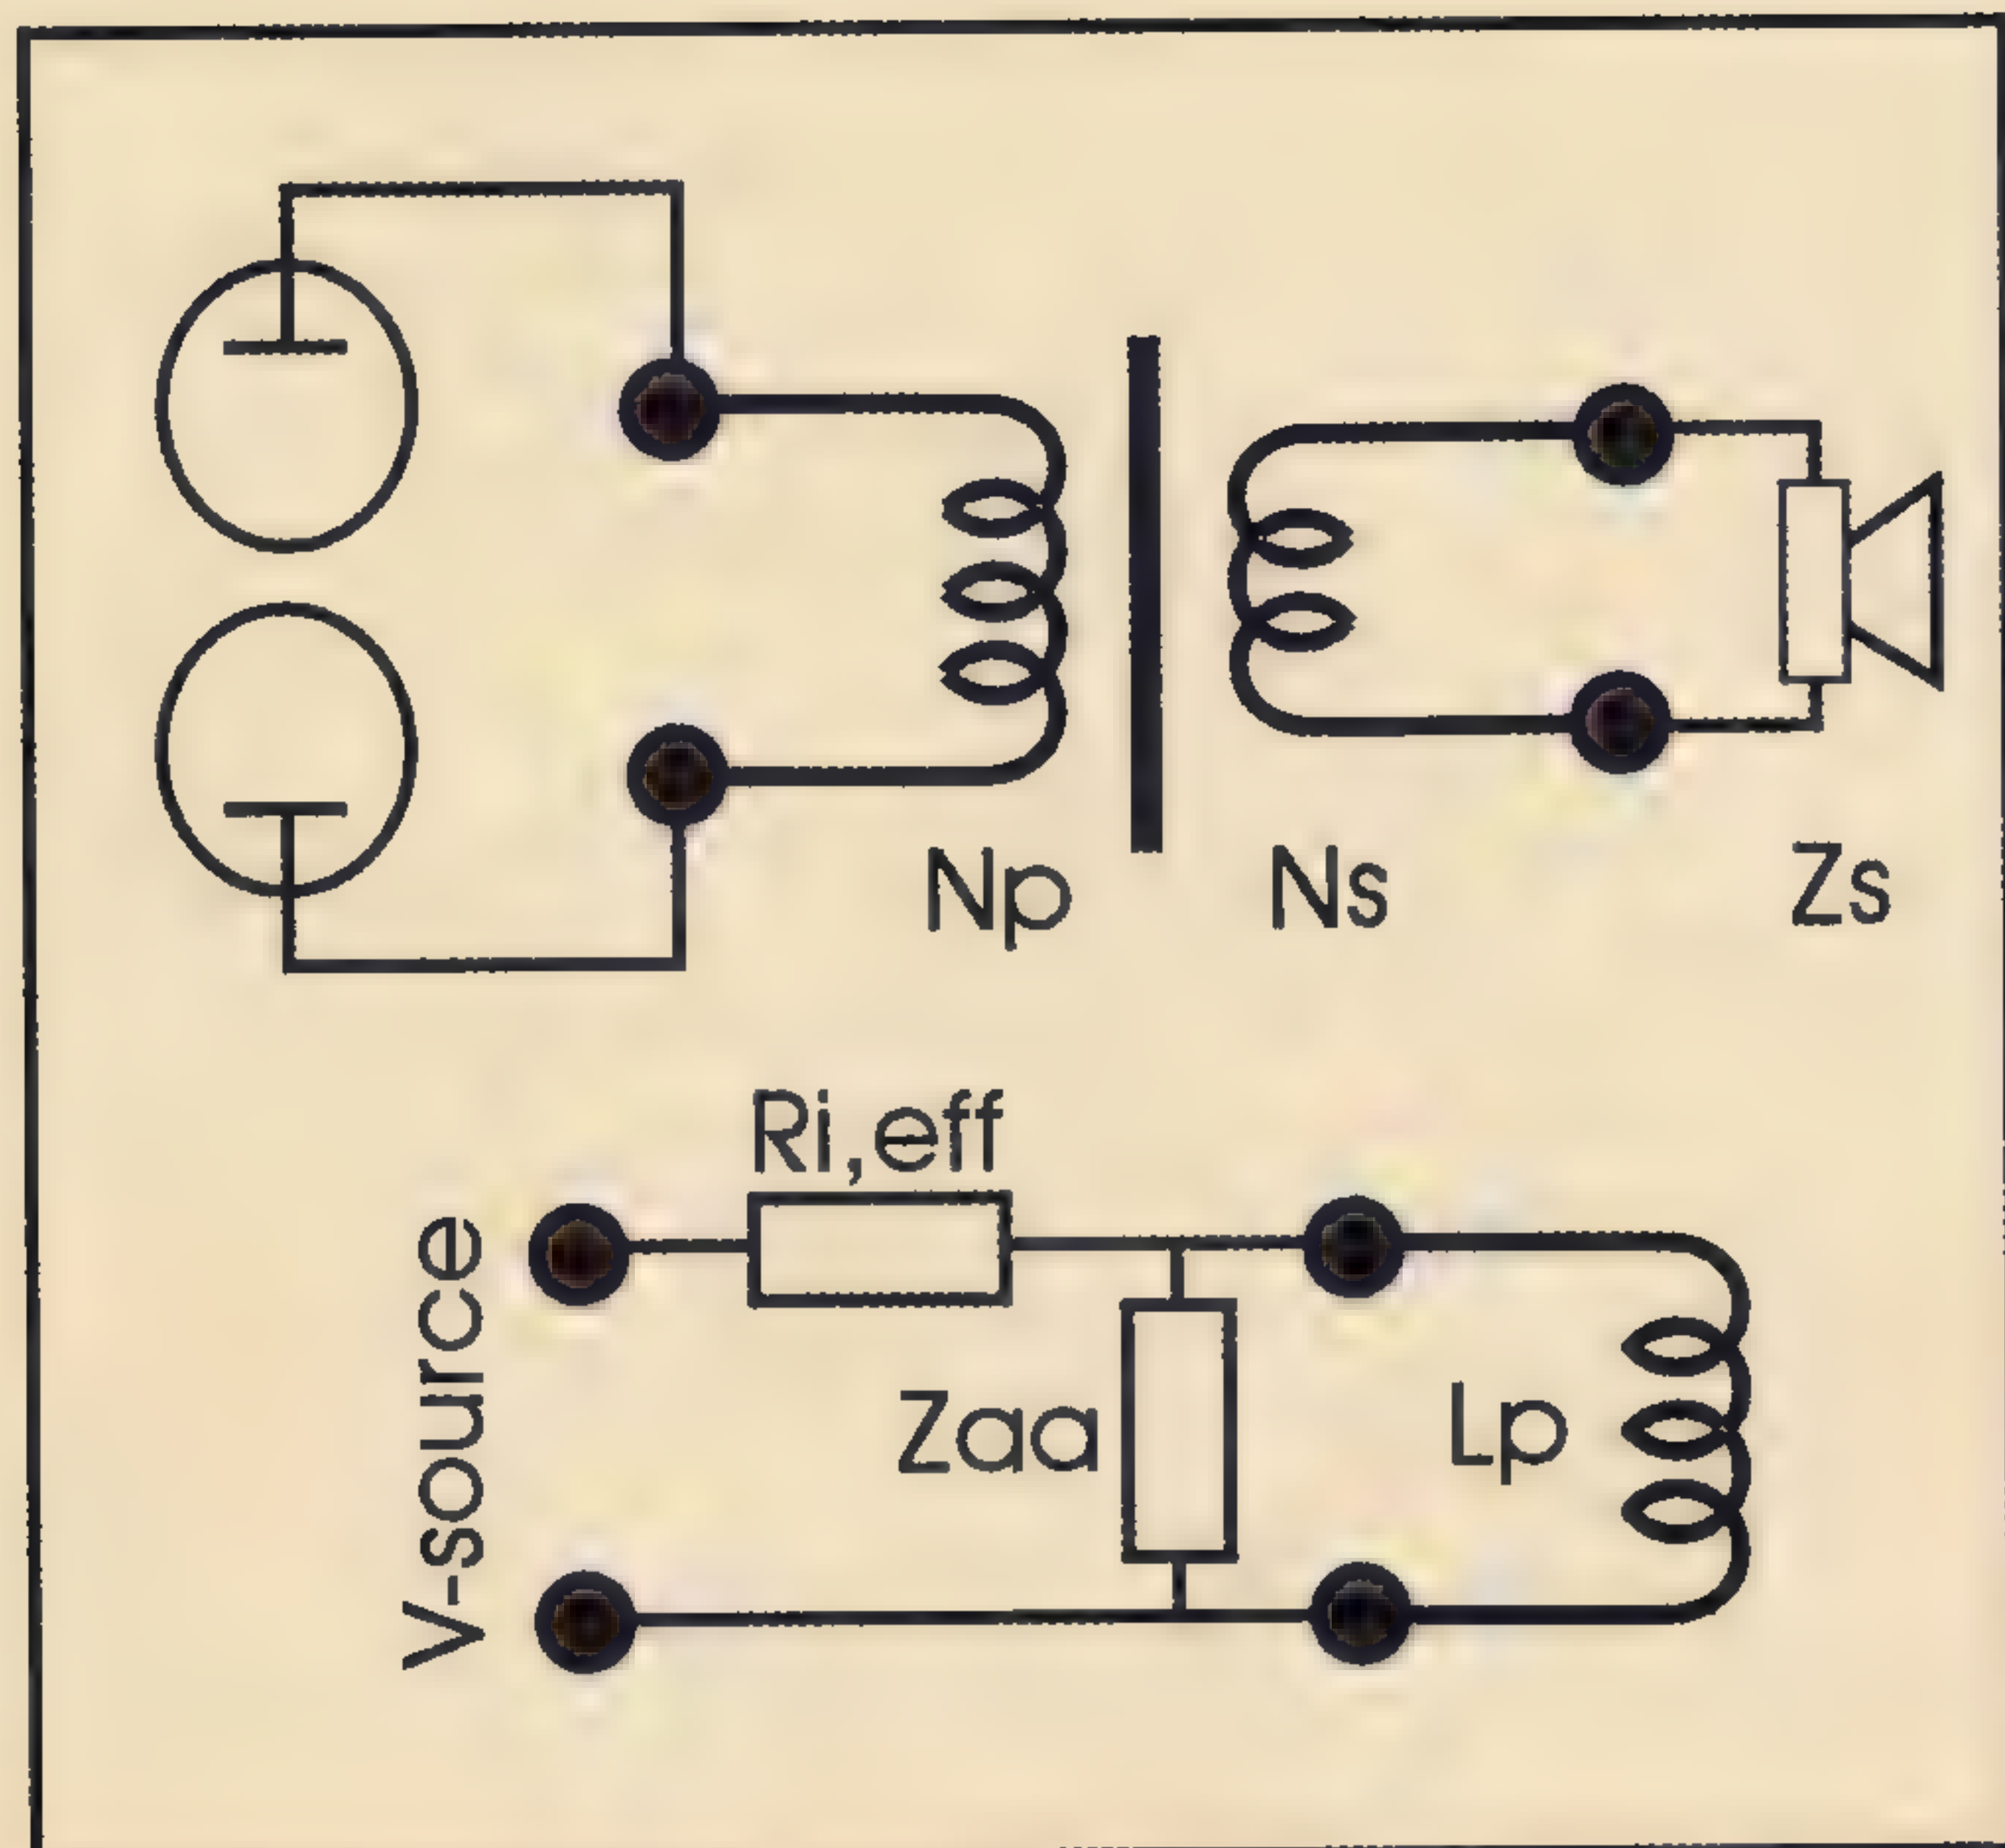 Np
Ns
Zs
Ri,eff
V-source
Zaa
Lp